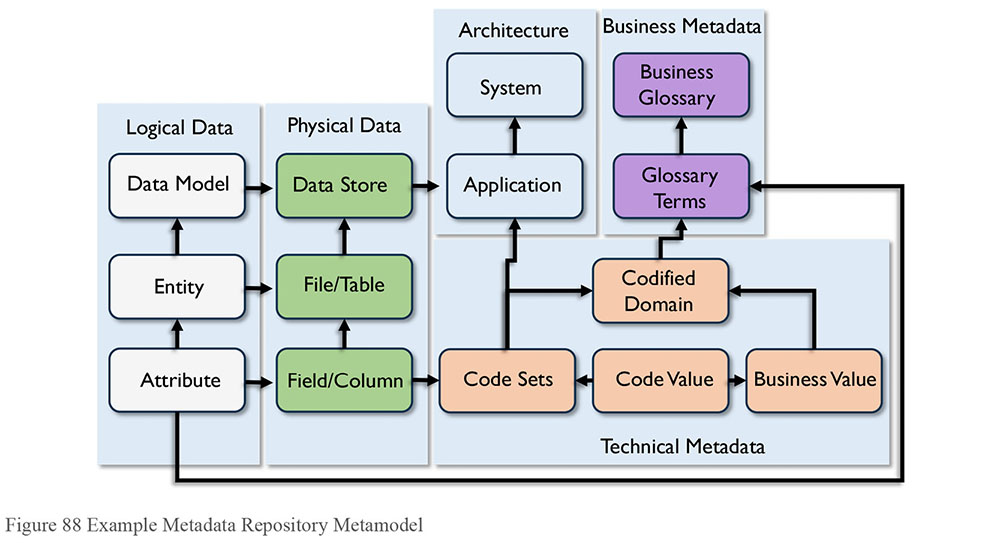 Architecture
Business Metadata
System
Business
Glossary
Logical Data
Physical Data
Data Model
Data Store
Application
Glossary
Terms
Entity
File/Table
Codified
Domain
Attribute
Field/Column
Code Sets
Code Value
Business Value
Technical Metadata
Figure 88 Example Metadata Repository Metamodel